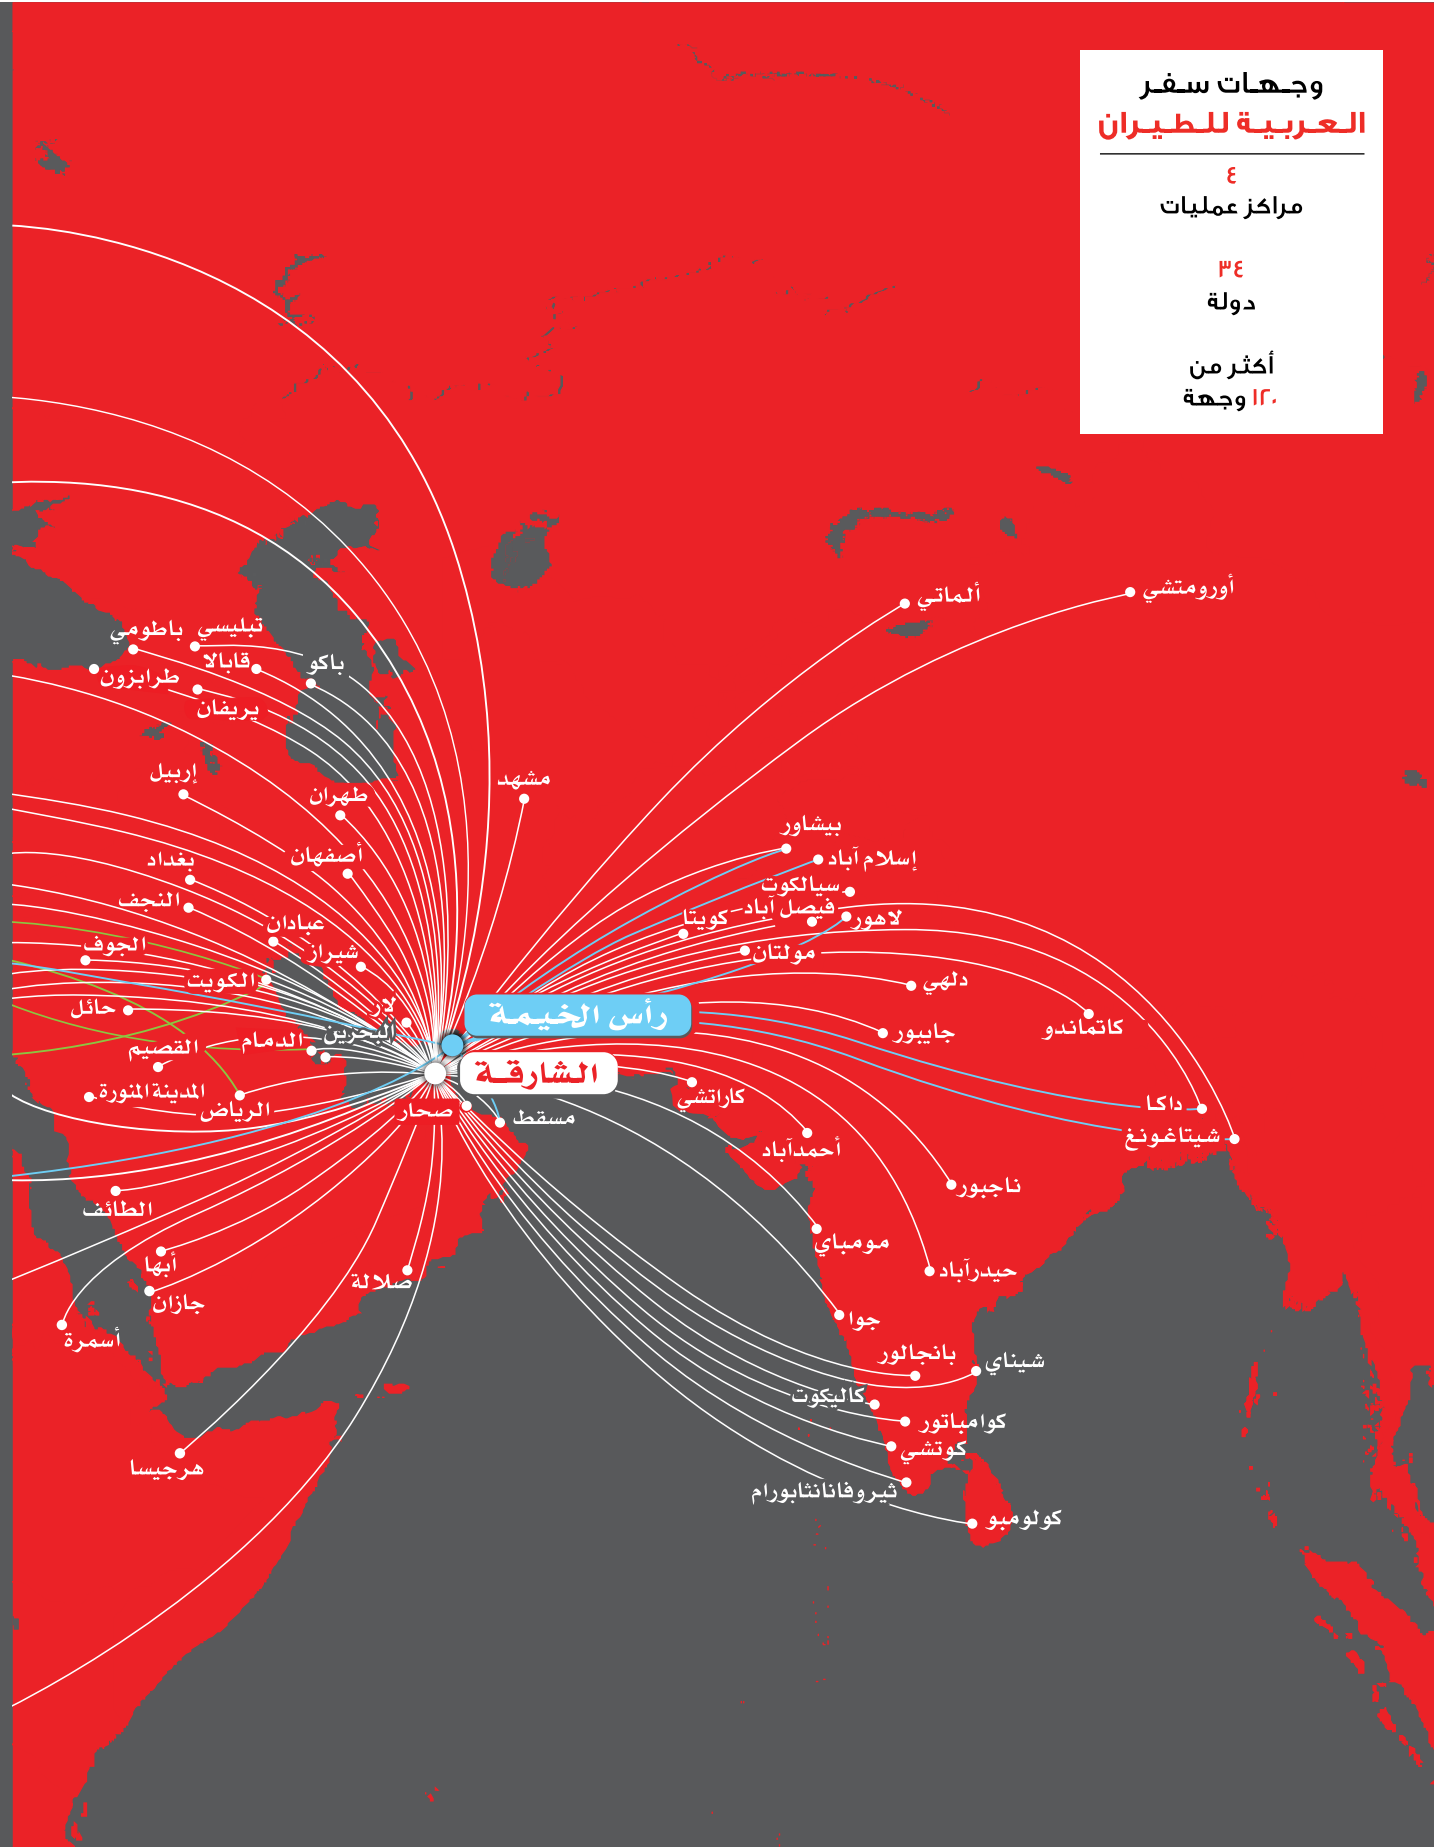 وجهات سفر
العربية للطيران
٤
مراكز عمليات
٣٤
دولة
أكثر من
١٢٠ وجهة
أورومتشي
ألماتي
تبليسي
باطومي
قابالا
باكو
طرابزون
يريفان
إربيل
مشهد
طهران
بيشاور
أصفهان
إسلام آباد
بغداد
سيالكوت
النجف
فيصل آباد
لاهور
كويتا
عبادان
الجوف
شيراز
مولتان
الكويت
دلهي
لار
حائل
رأس الخيمة
كاتماندو
جايبور
البحرين
الدمام
القصيم
الشارقة
المدينة المنورة
كاراتشي
داكا
الرياض
صحار
مسقط
شيتاغونغ
أحمدآباد
ناجبور
الطائف
مومباي
أبها
حيدرآباد
صلالة
جازان
جوا
أسمرة
بانجالور
شيناي
كاليكوت
كوامباتور
كوتشي
هرجيسا
ثيروفانانثابورام
كولومبو